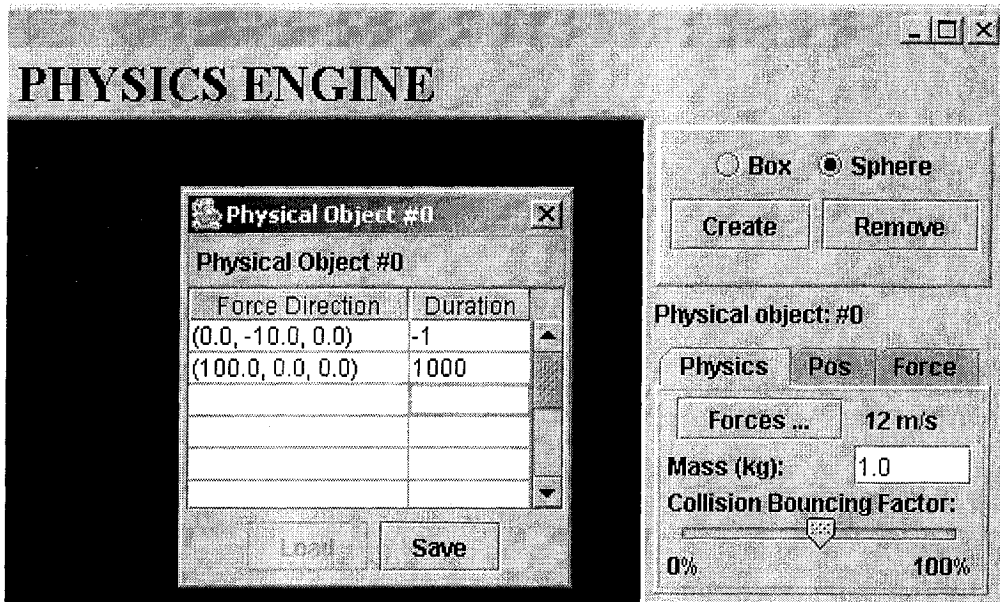 PHYSICS ENGINE
Box Sphere
Create Remove
Physical Object #0
Physical Object #0
Force Direction Duration
(0.0, -10.0, 0.0) -1
(100.0, 0.0, 0.0) 1000
Load Save
Physical object: #0
Physics Pos Force
Forces ... 12 m/s
Mass (kg): 1.0
Collision Bouncing Factor:
0% 100%